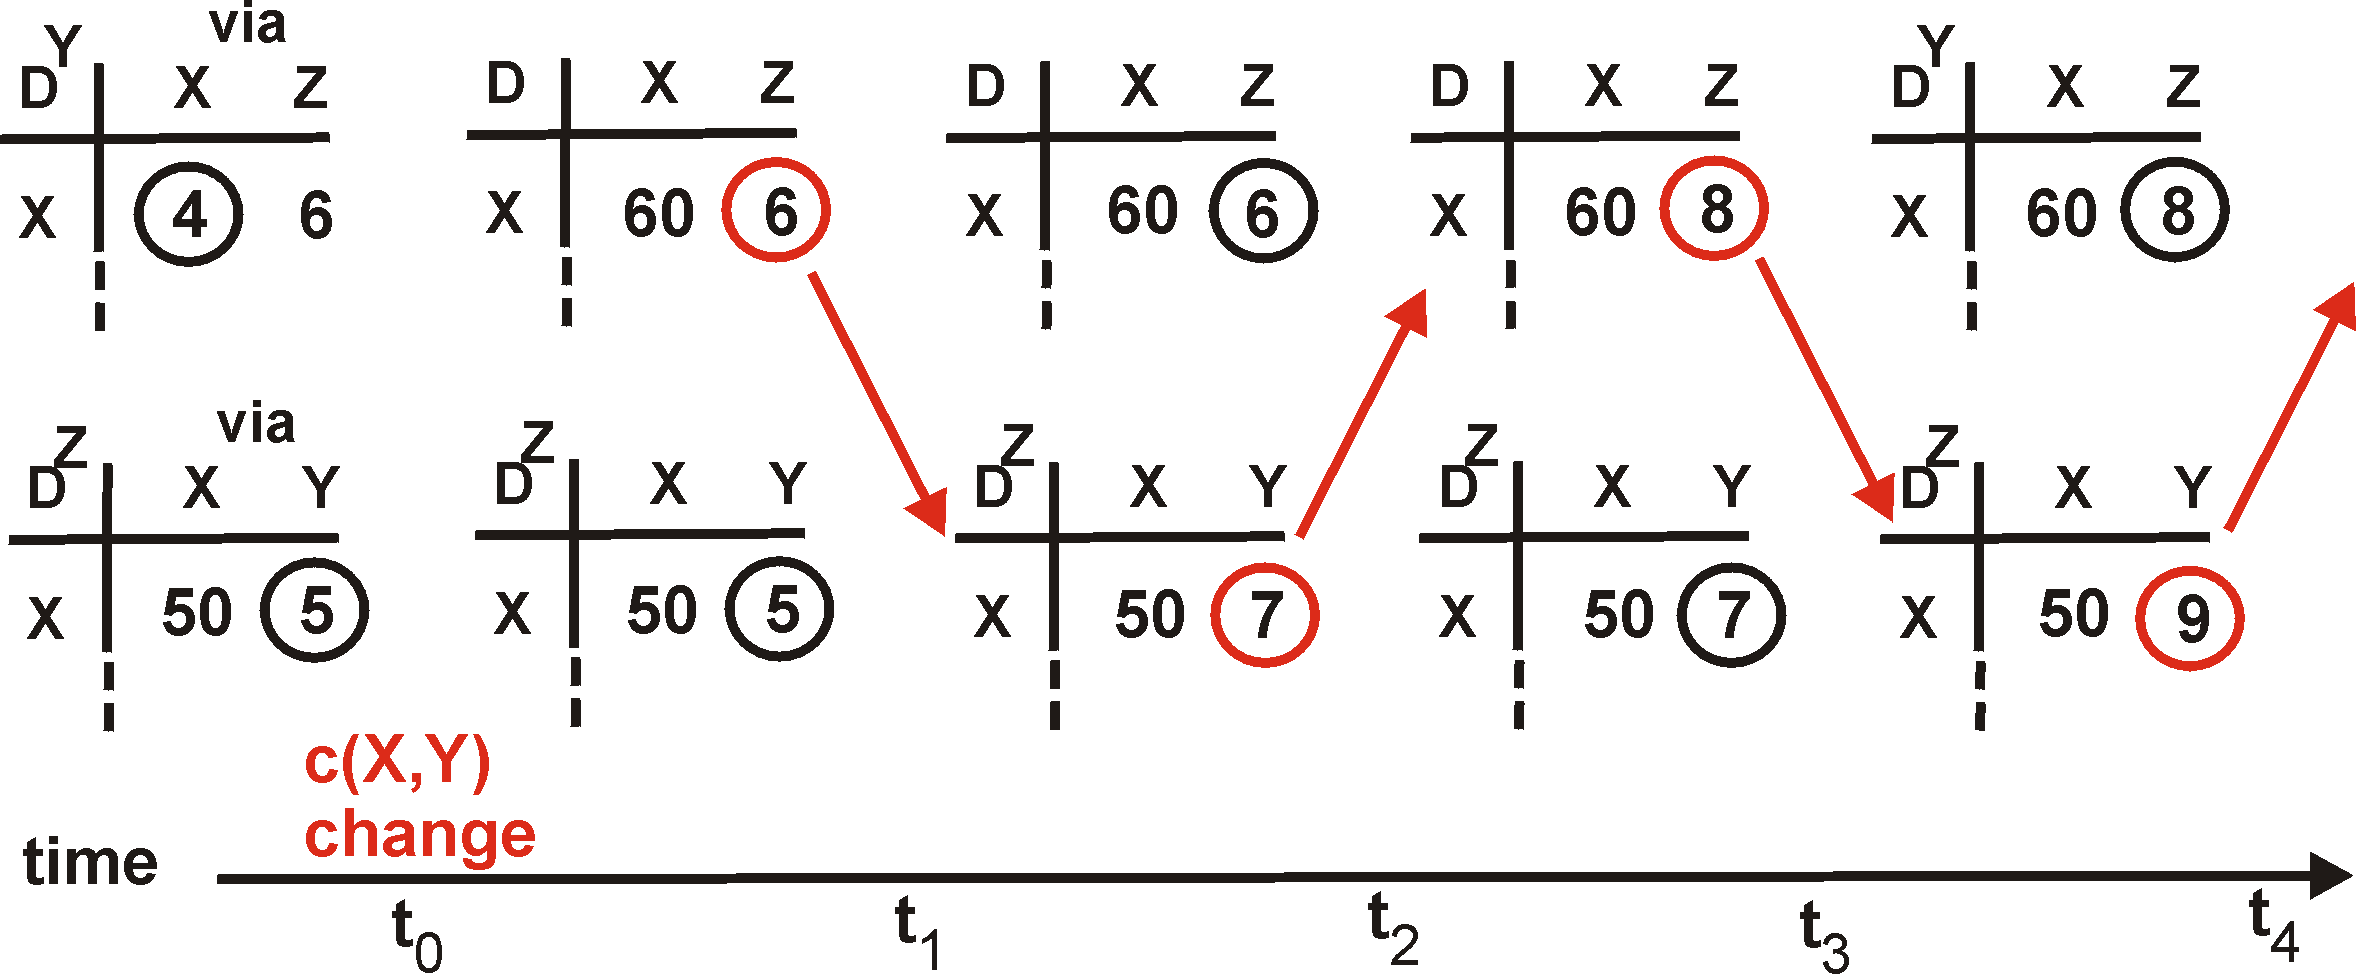 via
Y
D X Z D X Z D X Z D X Z D Y X Z
X 4 6 X 60 6 X 60 6 X 60 8 X 60 8
via
D Z X Y D Z X Y D Z X Y D Z X Y D Z X Y
X 50 5 X 50 5 X 50 7 X 50 7 X 50 9
c(X,Y)
change
time
t0 t1 t2 t3 t4